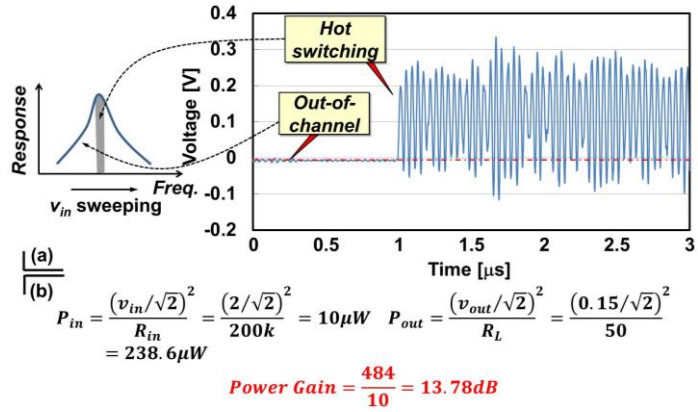 Hot
switching
Out-of-
channel
Response
Freq.
v_in sweeping
Voltage [V]
0.4
0.3
0.2
0.1
0
-0.1
-0.2
0 0.5 1 1.5 2 2.5 3
Time [μs]
(a)
(b)
P_in = (v_in/√2)²/R_in = (2/√2)²/200k = 10μW P_out = (v_out/√2)²/R_L = (0.15/√2)²/50
= 238.6μW
Power Gain = 484/10 = 13.78dB